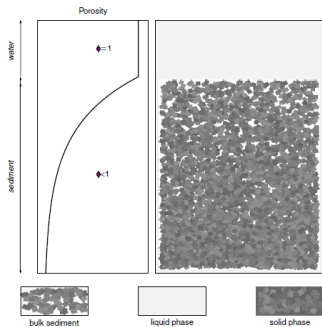 Porosity
water
ϕ= 1
sediment
ϕ<1
bulk sediment
liquid phase
solid phase